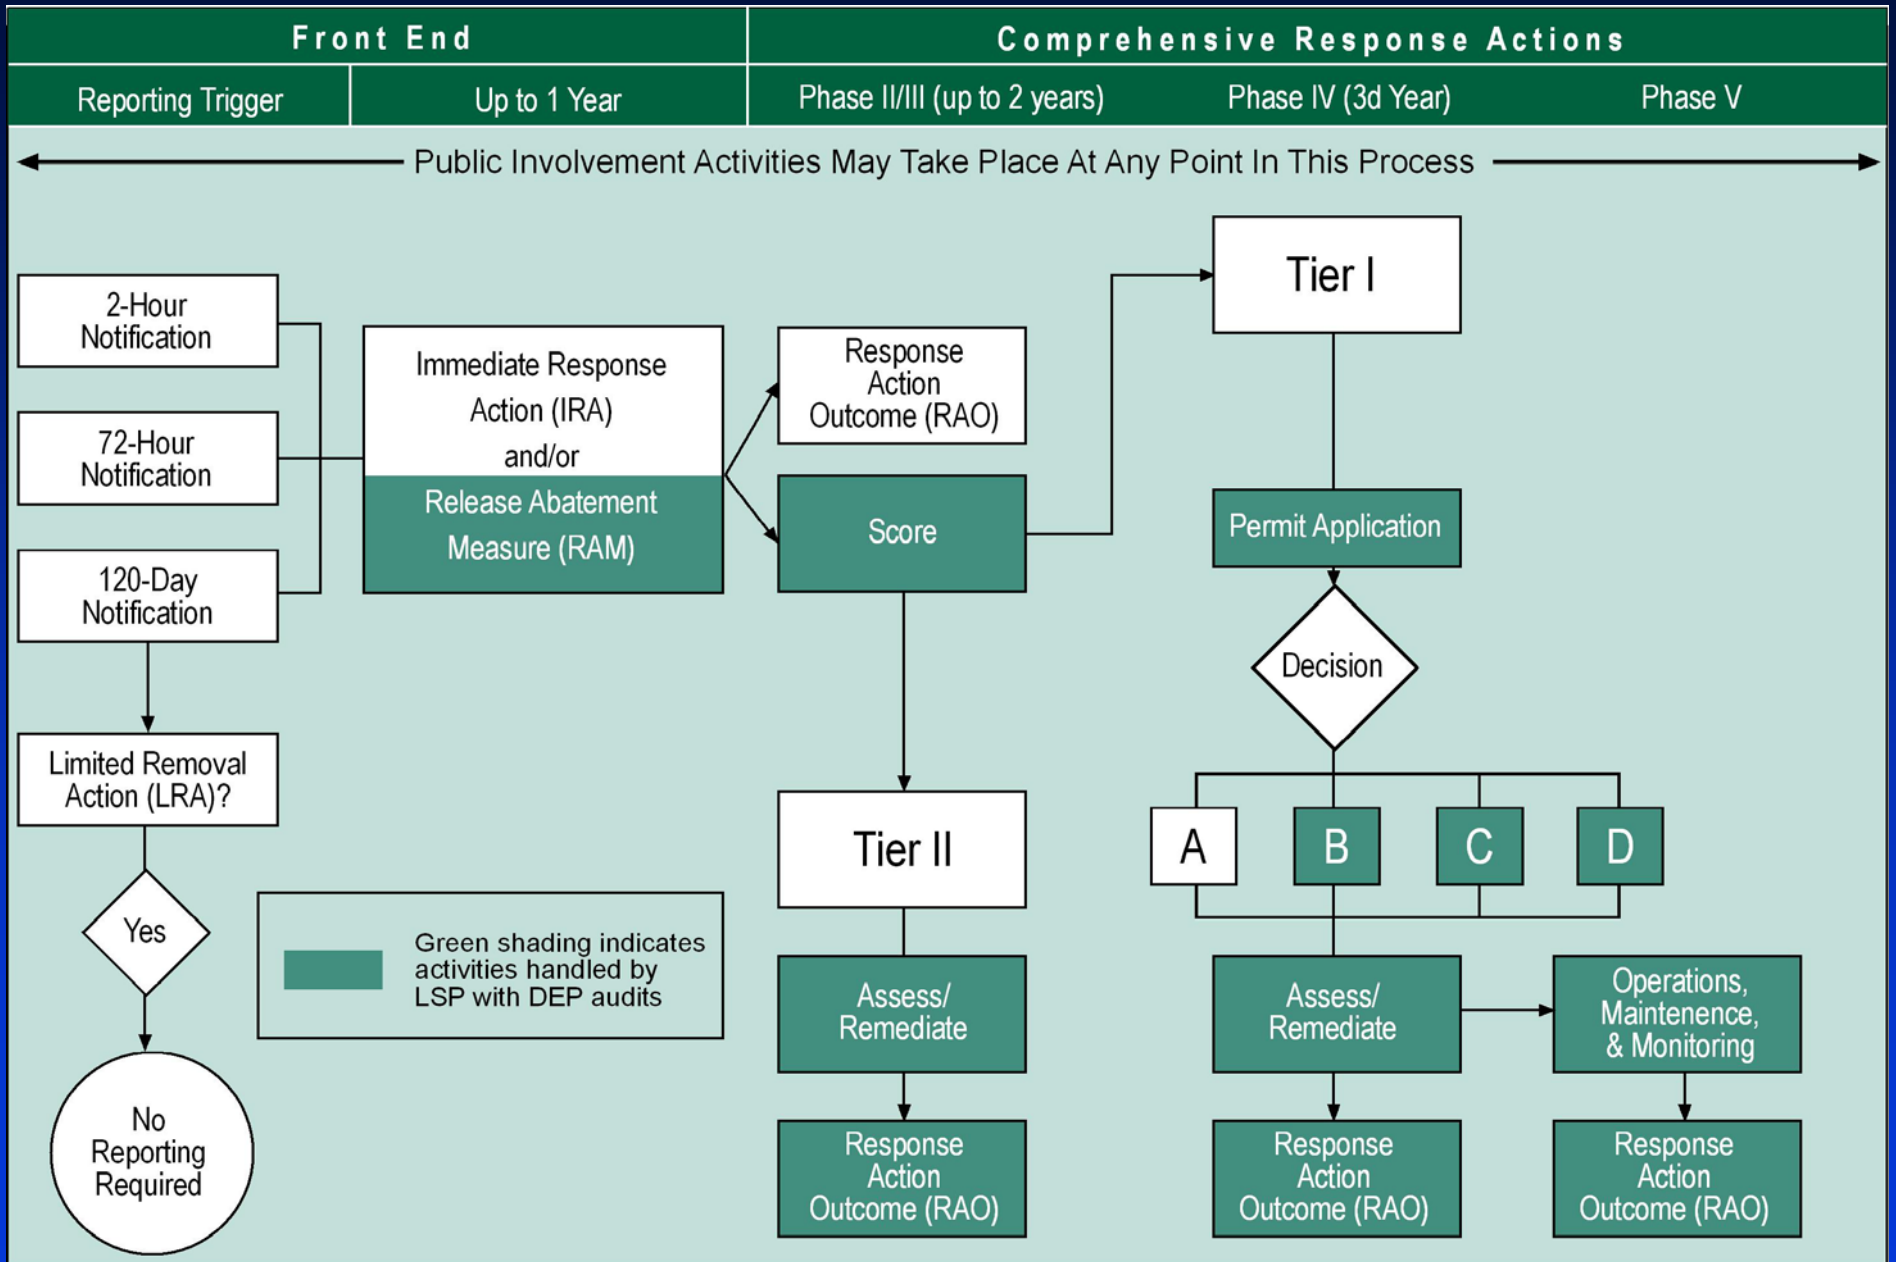 Front End
Comprehensive Response Actions
Reporting Trigger
Up to 1 Year
Phase II/III (up to 2 years)
Phase IV (3d Year)
Phase V
Public Involvement Activities May Take Place At Any Point In This Process
2-Hour
Notification
72-Hour
Notification
120-Day
Notification
Limited Removal
Action (LRA)?
Yes
No
Reporting
Required
Immediate Response
Action (IRA)
and/or
Release Abatement
Measure (RAM)
Green shading indicates
activities handled by
LSP with DEP audits
Response
Action
Outcome (RAO)
Score
Tier II
Assess/
Remediate
Response
Action
Outcome (RAO)
Tier I
Permit Application
Decision
A
B
C
D
Assess/
Remediate
Response
Action
Outcome (RAO)
Operations,
Maintenence,
& Monitoring
Response
Action
Outcome (RAO)